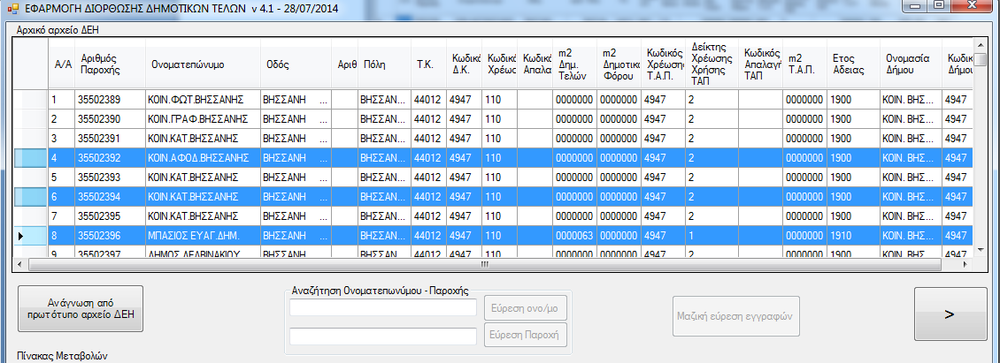 ΕΦΑΡΜΟΓΗ ΔΙΟΡΘΩΣΗΣ ΔΗΜΟΤΙΚΩΝ ΤΕΛΩΝ v 4.1 - 28/07/2014
Αρχικό αρχείο ΔΕΗ
Α/Α Αριθμός Παροχής Ονοματεπώνυμο Οδός Αριθ Πόλη Τ.Κ. Κωδικό Δ.Κ. Κωδικό Χρέωσ Κωδικό Απαλα m2 Δημ. Τελών m2 Δημοτικο Φόρου Κωδικός Χρέωσης Τ.Α.Π. Δείκτης Χρέωσης Χρήσης ΤΑΠ Κωδικός Απαλαγή ΤΑΠ m2 Τ.Α.Π. Ετος Αδειας Ονομασία Δήμου Κωδικ Δήμου
1 35502389 ΚΟΙΝ.ΦΩΤ.ΒΗΣΣΑΝΗΣ ΒΗΣΣΑΝΗ ... ΒΗΣΣΑΝ... 44012 4947 110 0000000 0000000 4947 2 0000000 1900 ΚΟΙΝ. ΒΗΣ... 4947
2 35502390 ΚΟΙΝ.ΓΡΑΦ.ΒΗΣΣΑΝΗΣ ΒΗΣΣΑΝΗ ... ΒΗΣΣΑΝ... 44012 4947 110 0000000 0000000 4947 2 0000000 1900 ΚΟΙΝ. ΒΗΣ... 4947
3 35502391 ΚΟΙΝ.ΚΑΤ.ΒΗΣΣΑΝΗΣ ΒΗΣΣΑΝΗ ... ΒΗΣΣΑΝ... 44012 4947 110 0000000 0000000 4947 2 0000000 1900 ΚΟΙΝ. ΒΗΣ... 4947
4 35502392 ΚΟΙΝ.ΑΦΟΔ.ΒΗΣΣΑΝΗΣ ΒΗΣΣΑΝΗ ... ΒΗΣΣΑΝ... 44012 4947 110 0000000 0000000 4947 2 0000000 1900 ΚΟΙΝ. ΒΗΣ... 4947
5 35502393 ΚΟΙΝ.ΚΑΤ.ΒΗΣΣΑΝΗΣ ΒΗΣΣΑΝΗ ... ΒΗΣΣΑΝ... 44012 4947 110 0000000 0000000 4947 2 0000000 1900 ΚΟΙΝ. ΒΗΣ... 4947
6 35502394 ΚΟΙΝ.ΚΑΤ.ΒΗΣΣΑΝΗΣ ΒΗΣΣΑΝΗ ... ΒΗΣΣΑΝ... 44012 4947 110 0000000 0000000 4947 2 0000000 1900 ΚΟΙΝ. ΒΗΣ... 4947
7 35502395 ΚΟΙΝ.ΚΑΤ.ΒΗΣΣΑΝΗΣ ΒΗΣΣΑΝΗ ... ΒΗΣΣΑΝ... 44012 4947 110 0000000 0000000 4947 2 0000000 1900 ΚΟΙΝ. ΒΗΣ... 4947
8 35502396 ΜΠΑΣΙΟΣ ΕΥΑΓ.ΔΗΜ. ΒΗΣΣΑΝΗ ... ΒΗΣΣΑΝ... 44012 4947 110 0000063 0000000 4947 1 0000000 1910 ΚΟΙΝ. ΒΗΣ... 4947
9 35502397 ΔΗΜΟΣ ΔΕΛΒΙΝΑΚΙΟΥ ΒΗΣΣΑΝΗ ... ΒΗΣΣΑΝ... 44012 4947 110 0000000 0000000 4947 2 0000000 1900 ΚΟΙΝ. ΒΗΣ... 4947
Ανάγνωση από
πρωτότυπο αρχείο ΔΕΗ
Αναζήτηση Ονοματεπωνύμου - Παροχής
Εύρεση ονο/μο
Εύρεση Παροχή
Μαζική εύρεση εγγραφών
>
Πίνακας Μεταβολών